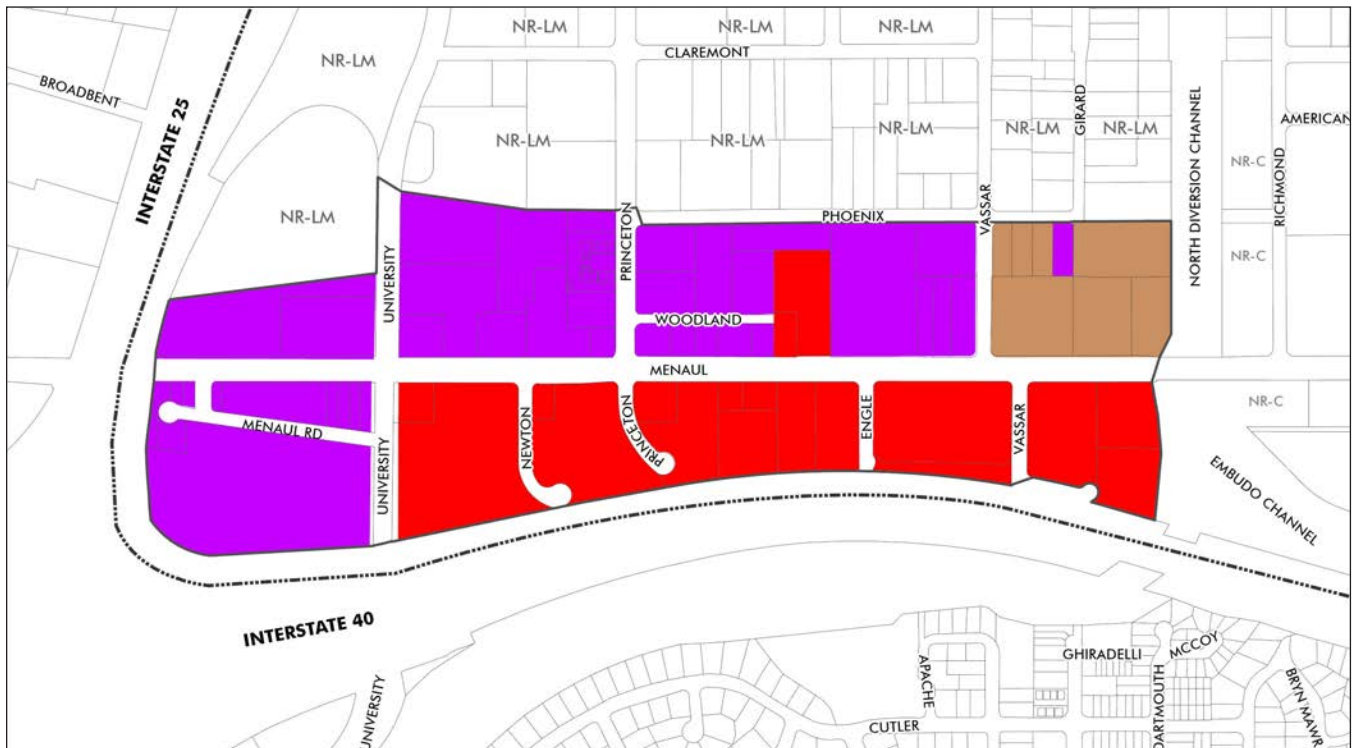 NR-LM
NR-LM
NR-LM
CLAREMONT
NR-LM
BROADBENT
GIRARD
NORTH DIVERSION CHANNEL
INTERSTATE 25
AMERICAN
NR-LM
NR-LM
NR-LM
NR-LM
NR-LM
NR-C
RICHMOND
VASSAR
PRINCETON
PHOENIX
NR-LM
UNIVERSITY
NR-C
WOODLAND
MENAUL
NR-C
MENAUL RD
NEWTON
PRINCETON
ENGLE
VASSAR
UNIVERSITY
EMBUDO CHANNEL
INTERSTATE 40
GHIRADELLI
MCCOY
APACHE
DARTMOUTH
BRYN MAWR
UNIVERSITY
CUTLER